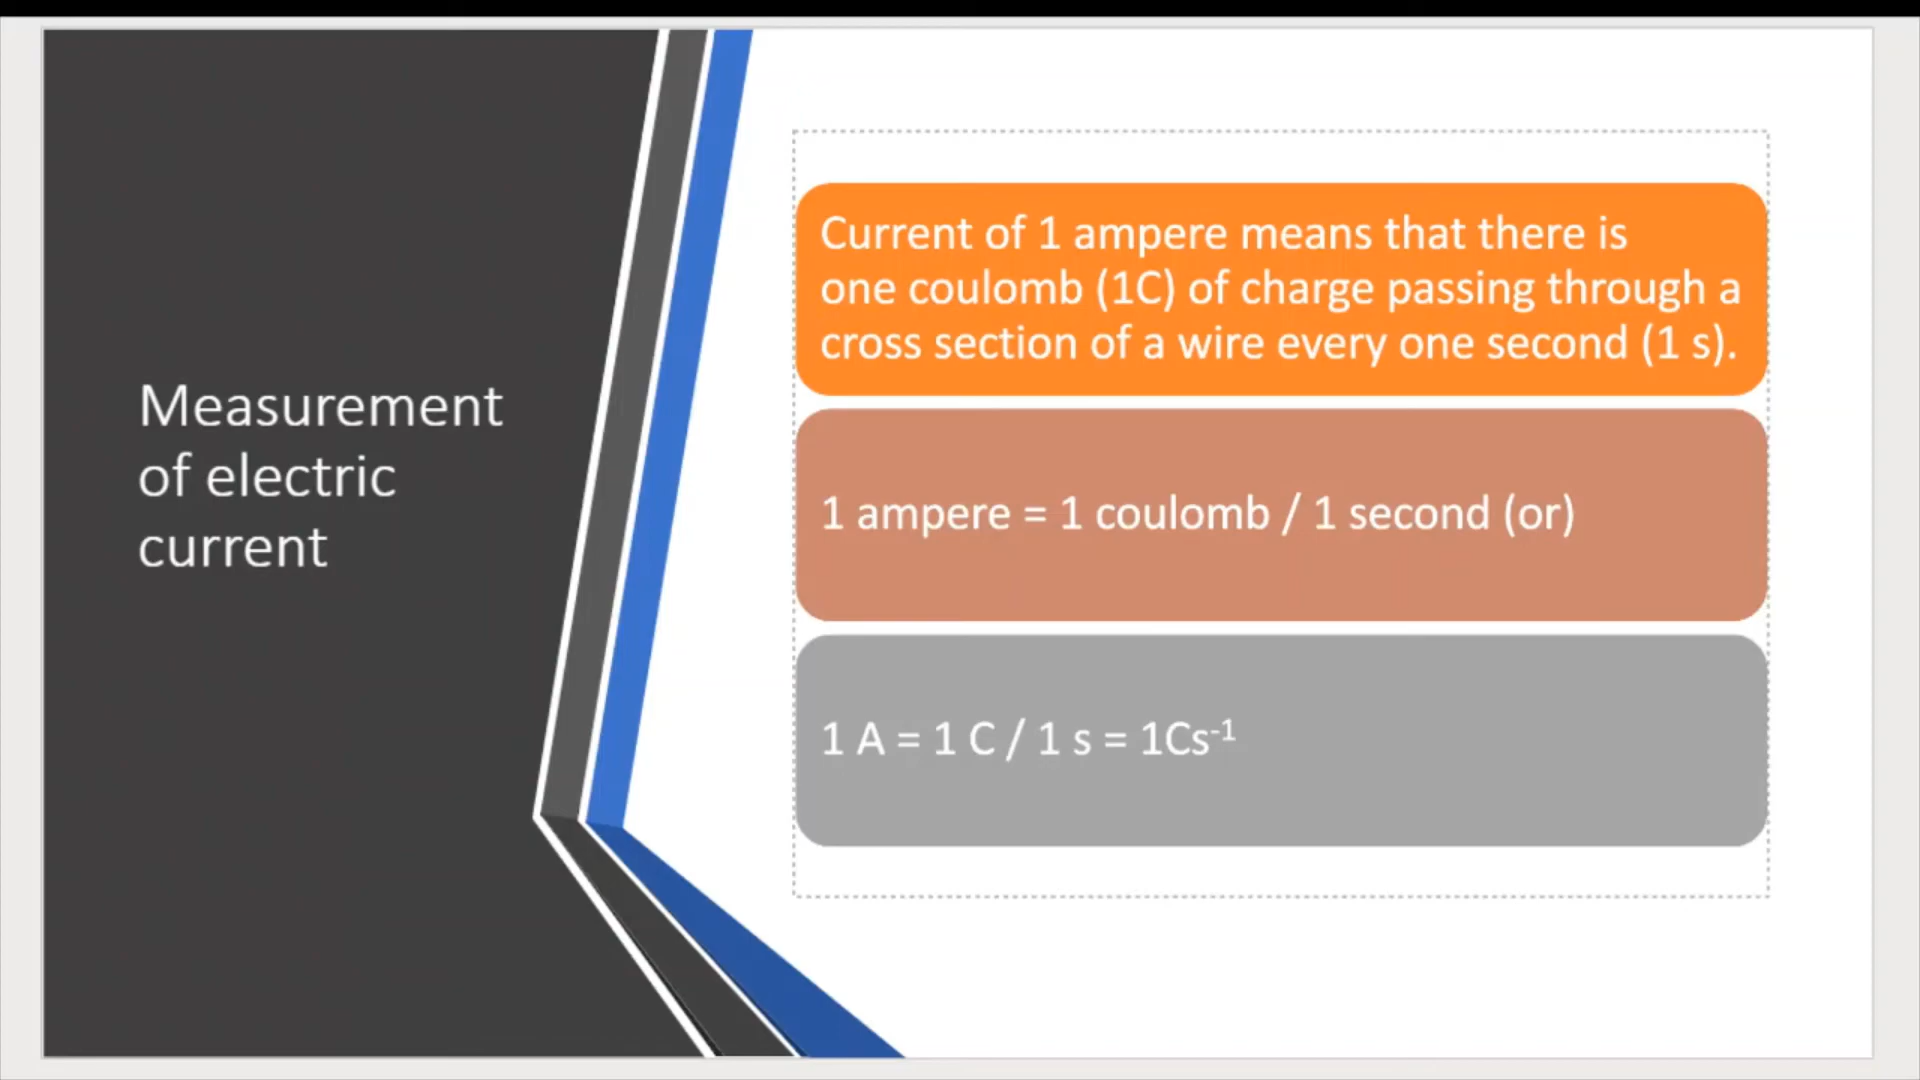 Measurement
of electric
current
Current of 1 ampere means that there is
one coulomb (1C) of charge passing through a
cross section of a wire every one second (1 s).
1 ampere = 1 coulomb / 1 second (or)
1 A = 1 C / 1 s = 1Cs⁻¹